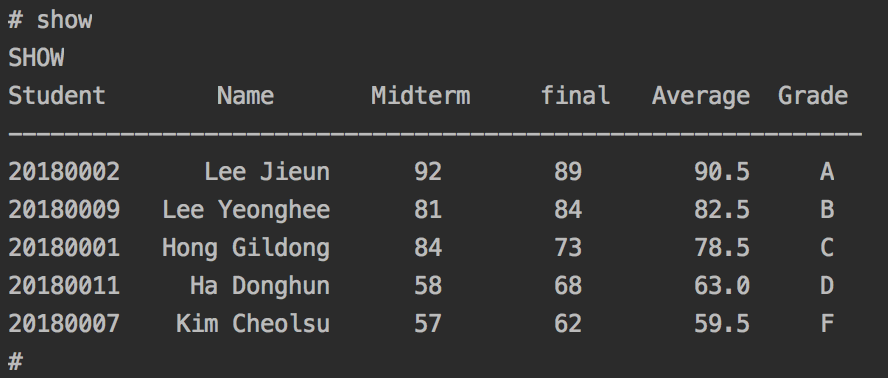 # show
SHOW
Student        Name       Midterm     final   Average  Grade
-------------------------------------------------------------
20180002      Lee Jieun      92        89        90.5     A
20180009   Lee Yeonghee      81        84        82.5     B
20180001   Hong Gildong      84        73        78.5     C
20180011     Ha Donghun      58        68        63.0     D
20180007    Kim Cheolsu      57        62        59.5     F
#